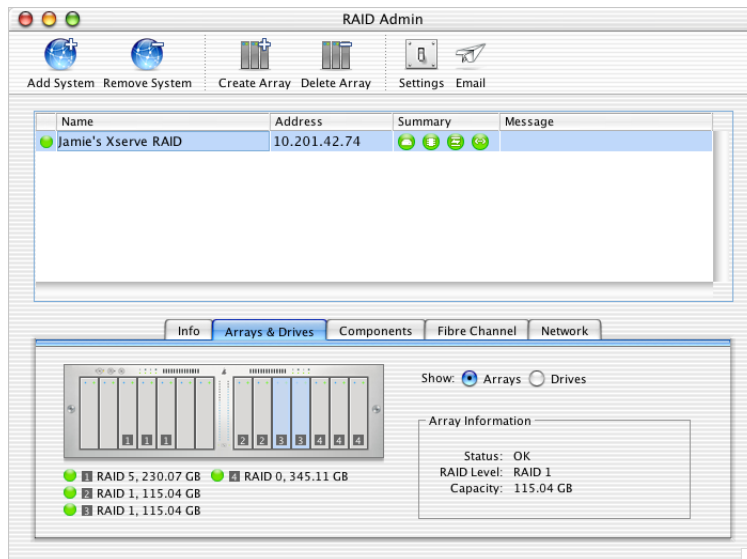 RAID Admin
Add System Remove System Create Array Delete Array Settings Email
Name Address Summary Message
Jamie's Xserve RAID 10.201.42.74
Info Arrays & Drives Components Fibre Channel Network
Show: Arrays Drives
Array Information
Status: OK
RAID Level: RAID 1
Capacity: 115.04 GB
1 1 1 2 2 3 3 4 4 4
1 RAID 5, 230.07 GB 4 RAID 0, 345.11 GB
2 RAID 1, 115.04 GB
3 RAID 1, 115.04 GB